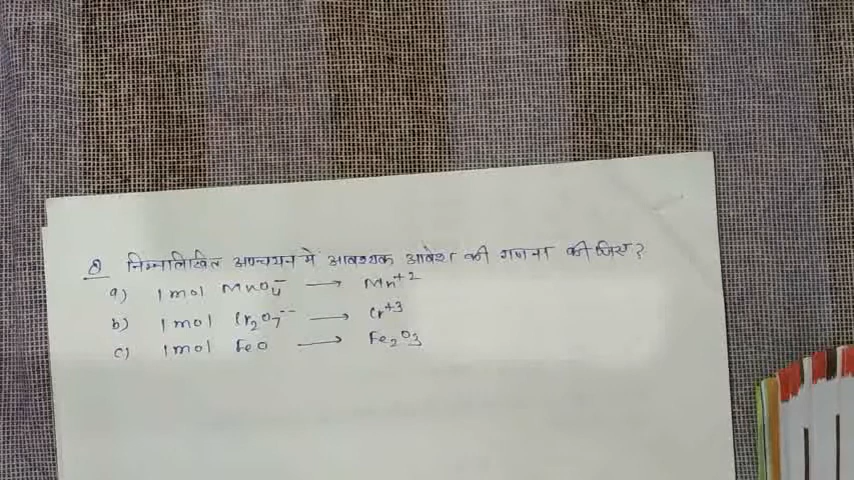 Q निम्नलिखित अपचयन में आवश्यक आवेश की गणना कीजिए?
a) 1 mol MnO₄⁻ ⟶ Mn⁺²
b) 1 mol Cr₂O₇⁻⁻ ⟶ Cr⁺³
c) 1 mol FeO ⟶ Fe₂O₃